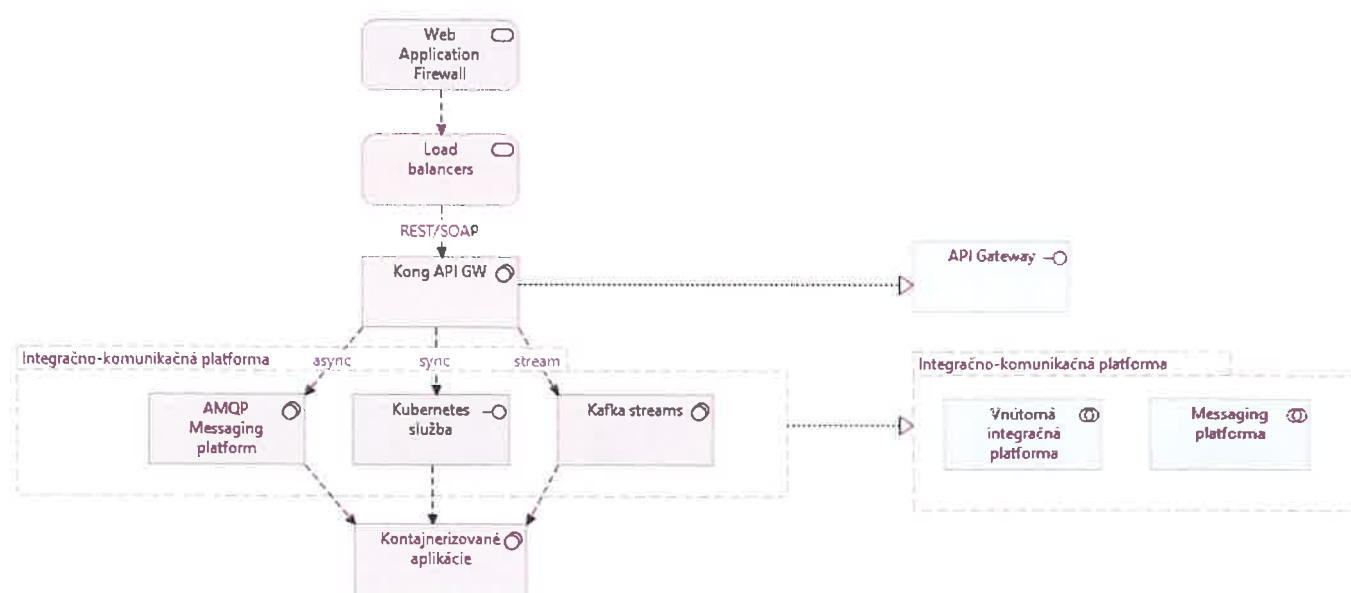 Web
Application
Firewall
Load
balancers
REST/SOAP
Kong API GW
API Gateway
Integračno-komunikačná platforma
async
sync
stream
Integračno-komunikačná platforma
AMQP
Messaging
platform
Kubernetes
služba
Kafka streams
Vnútorná
integračná
platforma
Messaging
platforma
Kontajnerizované
aplikácie